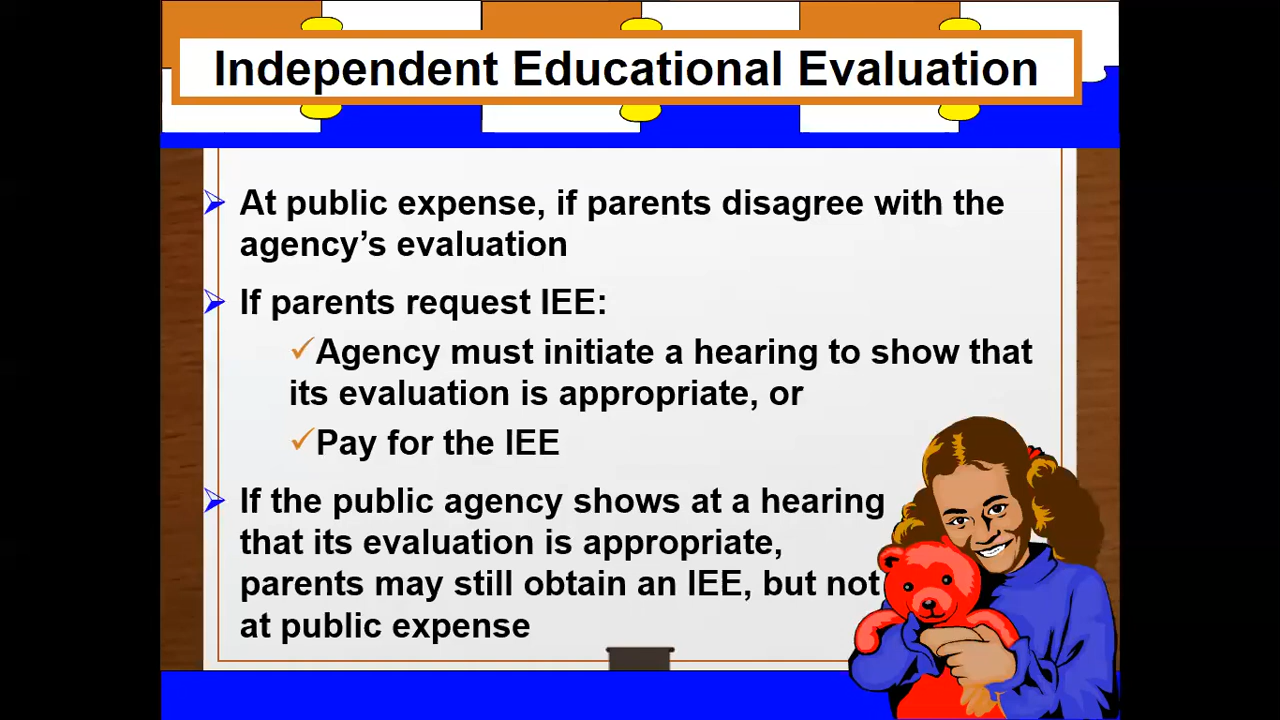 Independent Educational Evaluation
At public expense, if parents disagree with the
agency’s evaluation
If parents request IEE:
Agency must initiate a hearing to show that
its evaluation is appropriate, or
Pay for the IEE
If the public agency shows at a hearing
that its evaluation is appropriate,
parents may still obtain an IEE, but not
at public expense